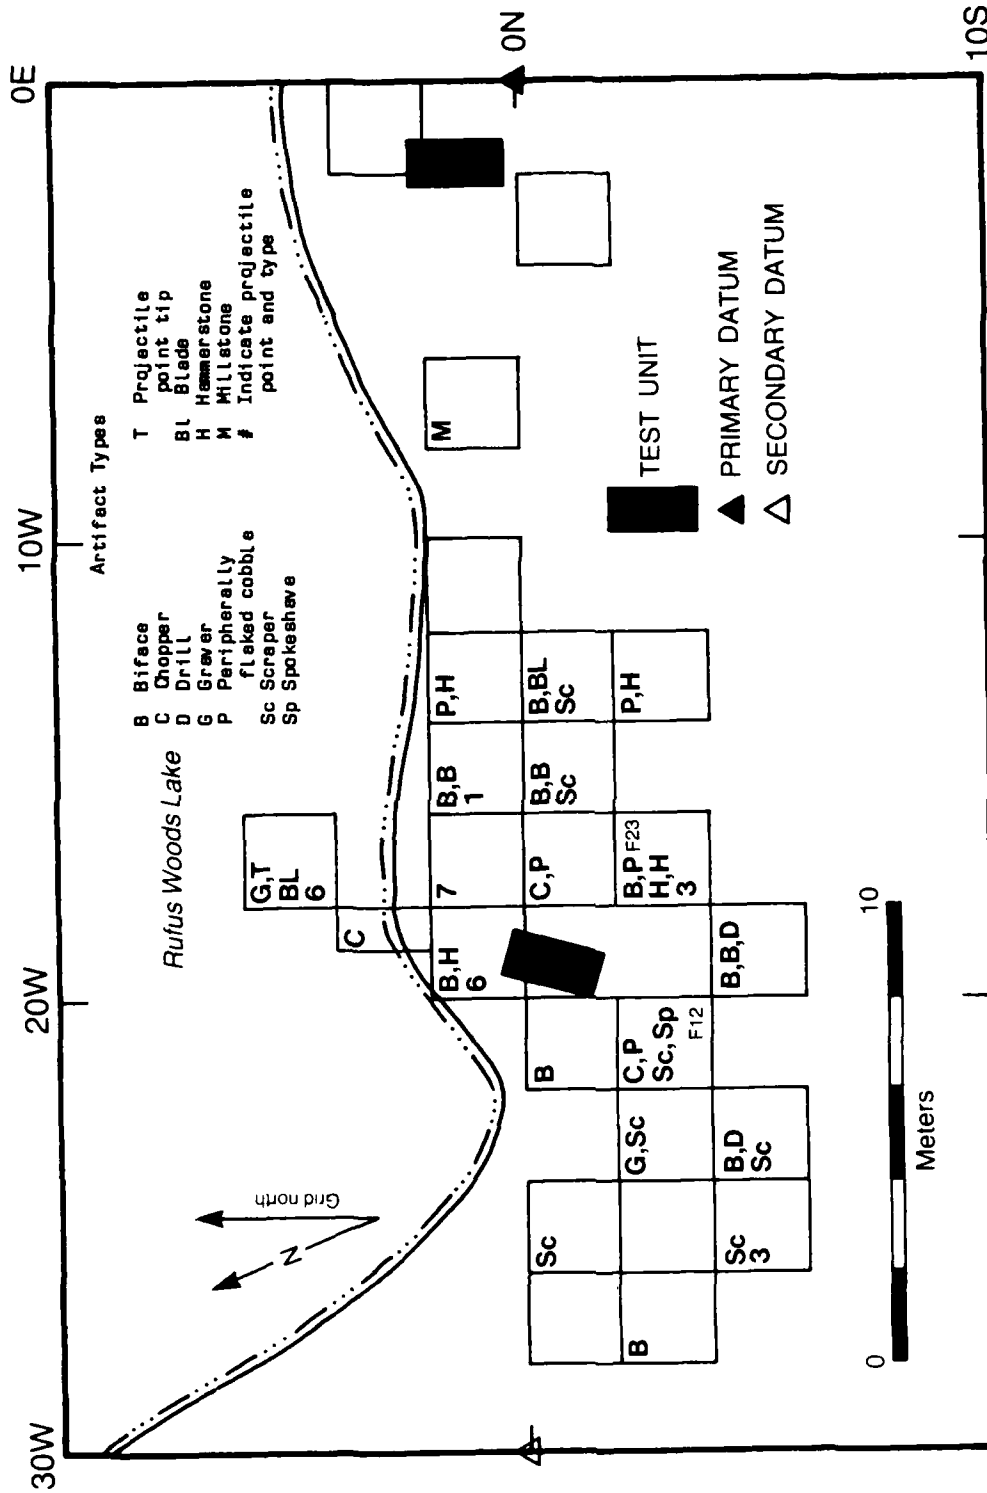 30W
20W
10W
0E
0N
10S
Rufus Woods Lake
Artifact Types
B Biface
C Chopper
D Drill
G Graver
P Peripherally
flaked cobble
Sc Scraper
Sp Spokeshave
T Projectile
point tip
BL Blade
H Hammerstone
M Millstone
# Indicate projectile
point and type
Grid north
N
G,T
BL
6
C
B,H
6
7
B,B
1
P,H
M
B
C,P
B,B
Sc
B,BL
Sc
Sc
B
G,Sc
C,P
Sc,Sp
F12
B,P F23
H,H
3
P,H
Sc
3
B,D
Sc
B,B,D
TEST UNIT
PRIMARY DATUM
SECONDARY DATUM
0
10
Meters